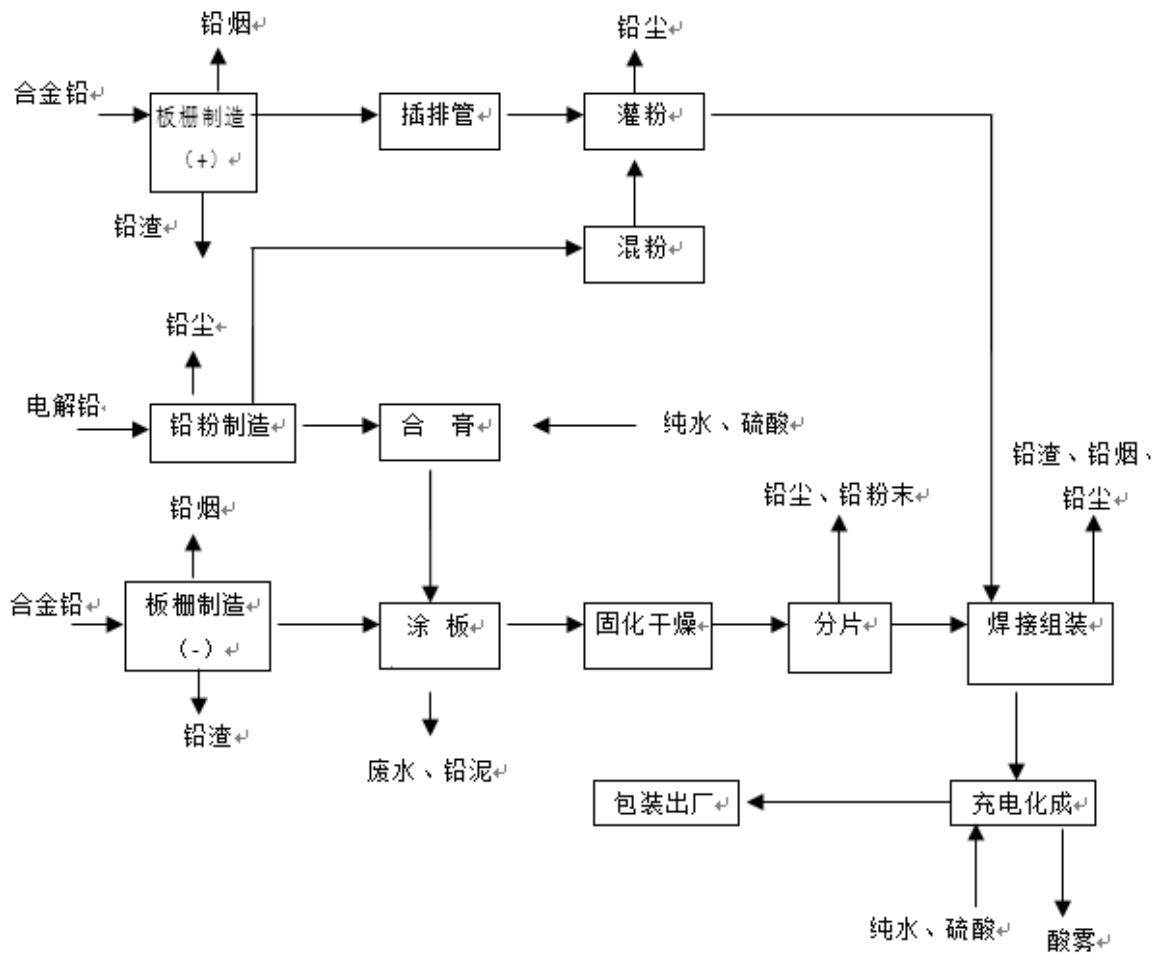 铅烟
铅尘
合金铅
板栅制造
（+）
插排管
灌粉
铅渣
混粉
铅尘
电解铅
铅粉制造
合 膏
纯水、硫酸
铅渣、铅烟、
铅尘
铅烟
铅尘、铅粉末
合金铅
板栅制造
（-）
涂 板
固化干燥
分片
焊接组装
铅渣
废水、铅泥
包装出厂
充电化成
纯水、硫酸
酸雾